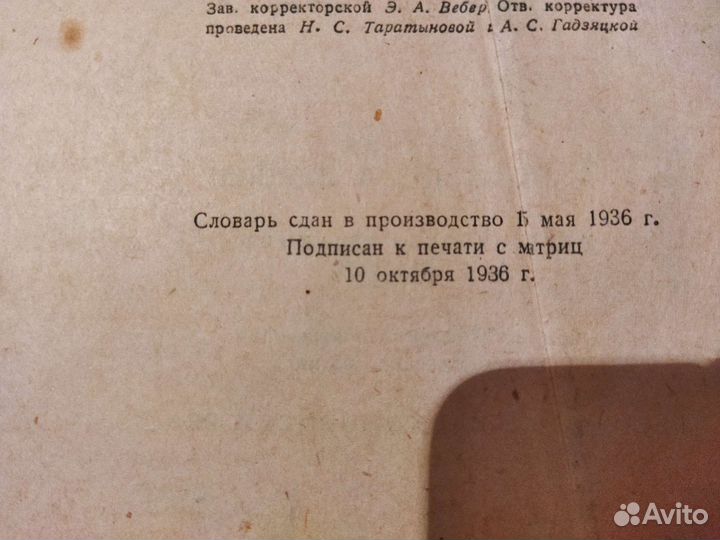 Зав. корректорской Э. А. Вебер. Отв. корректура
проведена Н. С. Таратыновой и А. С. Гадзяцкой
Словарь сдан в производство 15 мая 1936 г.
Подписан к печати с матриц
10 октября 1936 г.
Avito